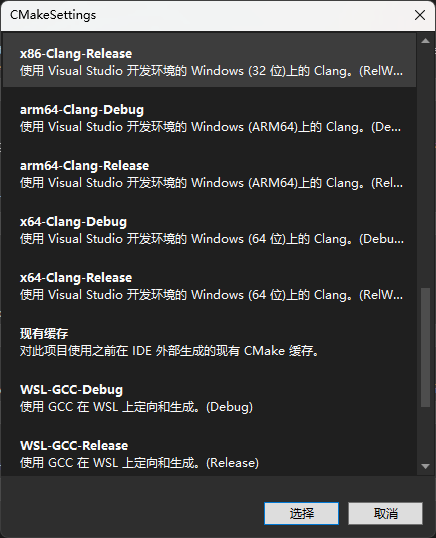 CMakeSettings
x86-Clang-Release
使用 Visual Studio 开发环境的 Windows (32 位)上的 Clang。(RelW...
arm64-Clang-Debug
使用 Visual Studio 开发环境的 Windows (ARM64)上的 Clang。(De...
arm64-Clang-Release
使用 Visual Studio 开发环境的 Windows (ARM64)上的 Clang。(Rel...
x64-Clang-Debug
使用 Visual Studio 开发环境的 Windows (64 位)上的 Clang。(Debu...
x64-Clang-Release
使用 Visual Studio 开发环境的 Windows (64 位)上的 Clang。(RelW...
现有缓存
对此项目使用之前在 IDE 外部生成的现有 CMake 缓存。
WSL-GCC-Debug
使用 GCC 在 WSL 上定向和生成。(Debug)
WSL-GCC-Release
使用 GCC 在 WSL 上定向和生成。(Release)
选择
取消